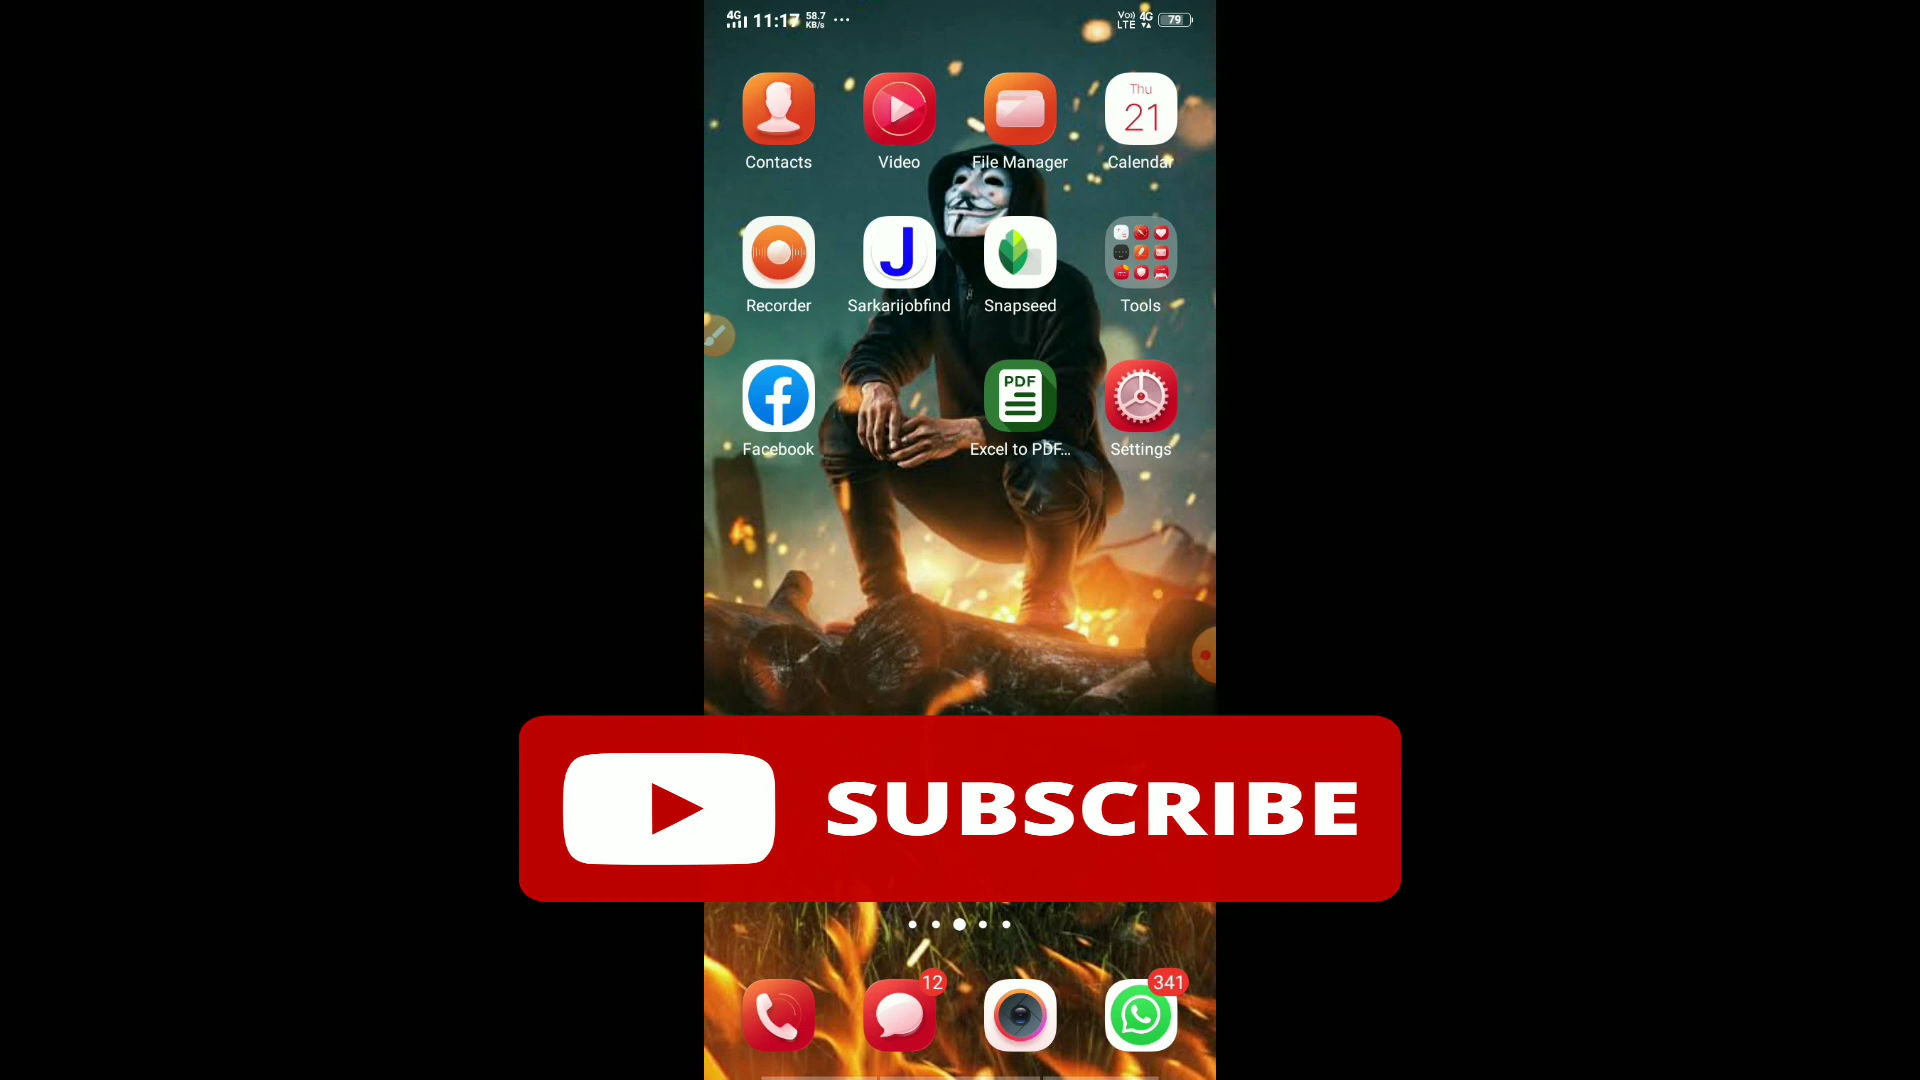 4G 11:17 58.7 KB/s ... VoLTE 4G 79
Thu
21
Contacts Video File Manager Calendar
J
Recorder Sarkarijobfind Snapseed Tools
PDF
Facebook Excel to PDF... Settings
SUBSCRIBE
12 341